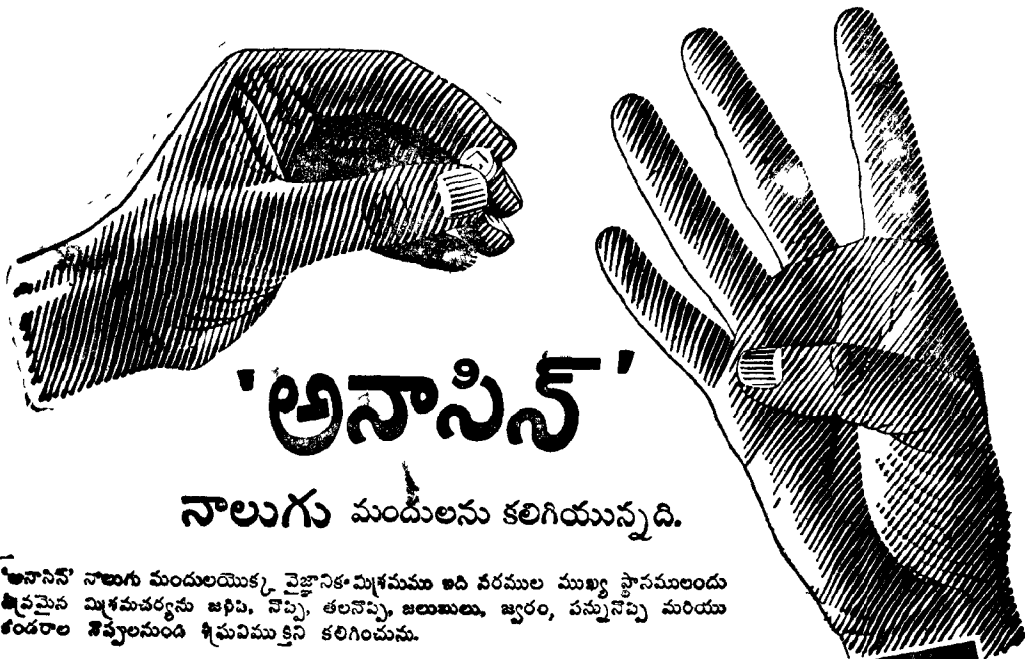 'అనాసిన్'
నాలుగు మందులను కలిగియున్నది.
'అనాసిన్' నాలుగు మందులయొక్క వైజ్ఞానిక మిశ్రమము ఇది నరముల ముఖ్య స్థానములందు
తీవ్రమైన మిశ్రమచర్యను జరిపి, నొప్పి, తలనొప్పి, జలుబులు, జ్వరం, పన్నునొప్పి మరియు
కండరాల నొప్పులనుండి శీఘ్రవిముక్తిని కలిగించును.